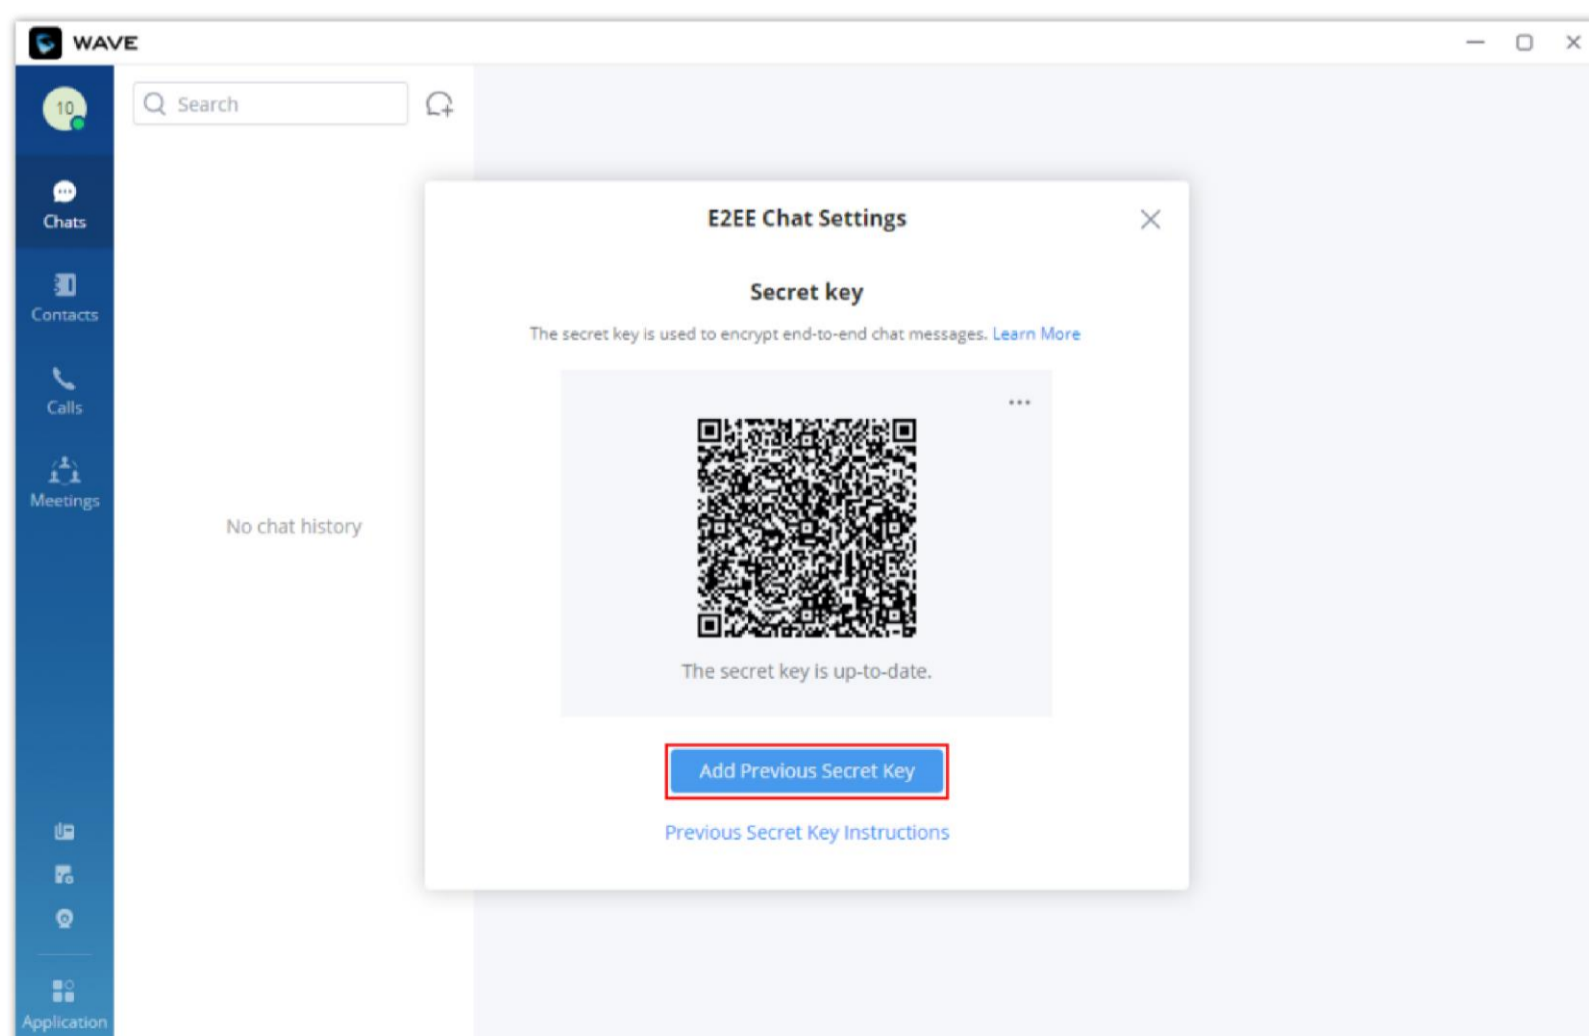 WAVE
10
Search
Chats
Contacts
Calls
Meetings
Application
No chat history
E2EE Chat Settings
Secret key
The secret key is used to encrypt end-to-end chat messages. Learn More
The secret key is up-to-date.
Add Previous Secret Key
Previous Secret Key Instructions